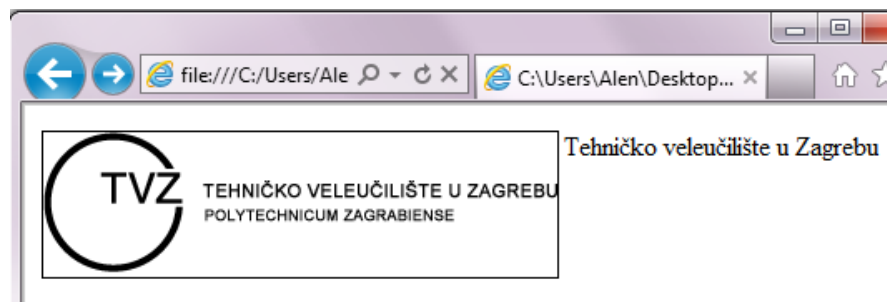 file:///C:/Users/Ale
C:\Users\Alen\Desktop...
TVZ
TEHNIČKO VELEUČILIŠTE U ZAGREBU
POLYTECHNICUM ZAGRABIENSE
Tehničko veleučilište u Zagrebu